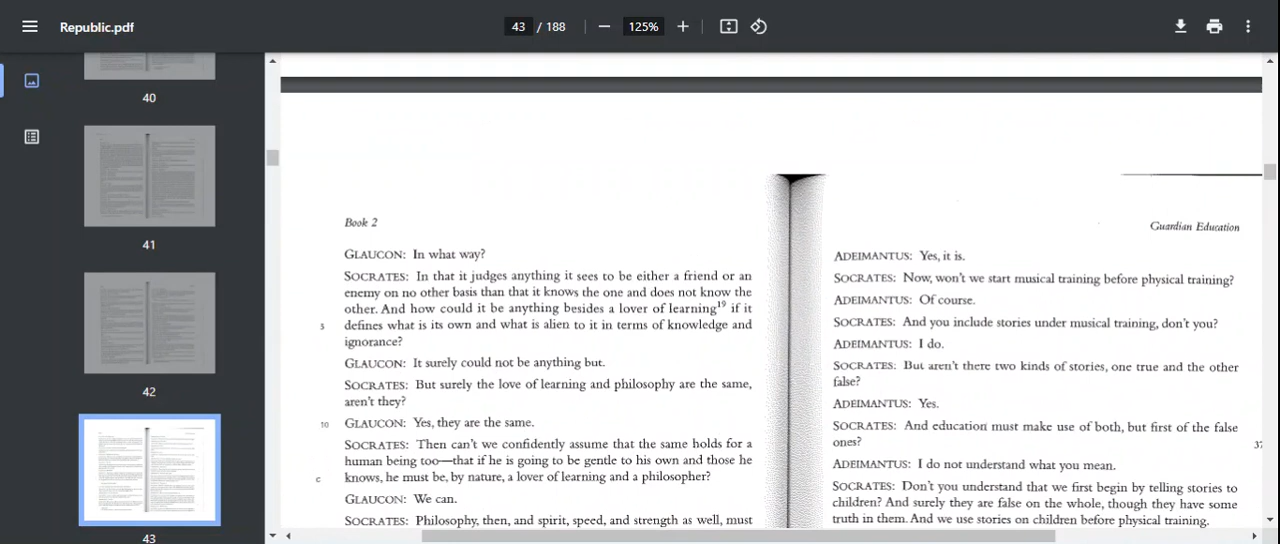 Republic.pdf
43 / 188
125%
40
41
42
43
Book 2
GLAUCON: In what way?
SOCRATES: In that it judges anything it sees to be either a friend or an
enemy on no other basis than that it knows the one and does not know the
other. And how could it be anything besides a lover of learning19 if it
5 defines what is its own and what is alien to it in terms of knowledge and
ignorance?
GLAUCON: It surely could not be anything but.
SOCRATES: But surely the love of learning and philosophy are the same,
aren't they?
10 GLAUCON: Yes, they are the same.
SOCRATES: Then can't we confidently assume that the same holds for a
human being too—that if he is going to be gentle to his own and those he
c knows, he must be, by nature, a lover of learning and a philosopher?
GLAUCON: We can.
SOCRATES: Philosophy, then, and spirit, speed, and strength as well, must
Guardian Education
ADEIMANTUS: Yes, it is.
SOCRATES: Now, won't we start musical training before physical training?
ADEIMANTUS: Of course.
SOCRATES: And you include stories under musical training, don't you?
ADEIMANTUS: I do.
SOCRATES: But aren't there two kinds of stories, one true and the other
false?
ADEIMANTUS: Yes.
SOCRATES: And education must make use of both, but first of the false
ones?
37
ADEIMANTUS: I do not understand what you mean.
SOCRATES: Don't you understand that we first begin by telling stories to
children? And surely they are false on the whole, though they have some
truth in them. And we use stories on children before physical training.